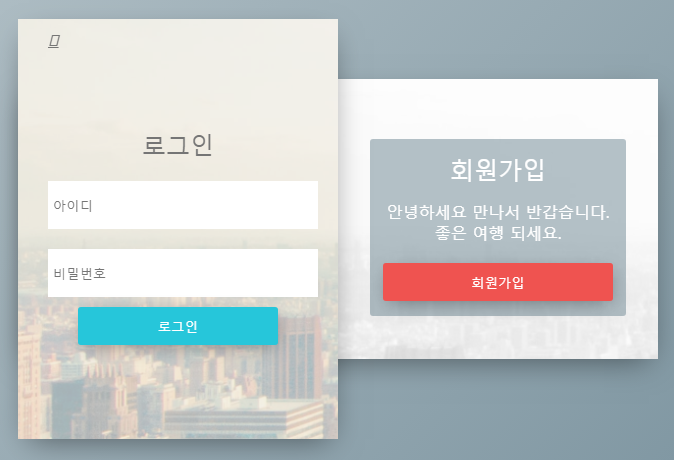 로그인
아이디
비밀번호
로그인
회원가입
안녕하세요 만나서 반갑습니다.
좋은 여행 되세요.
회원가입